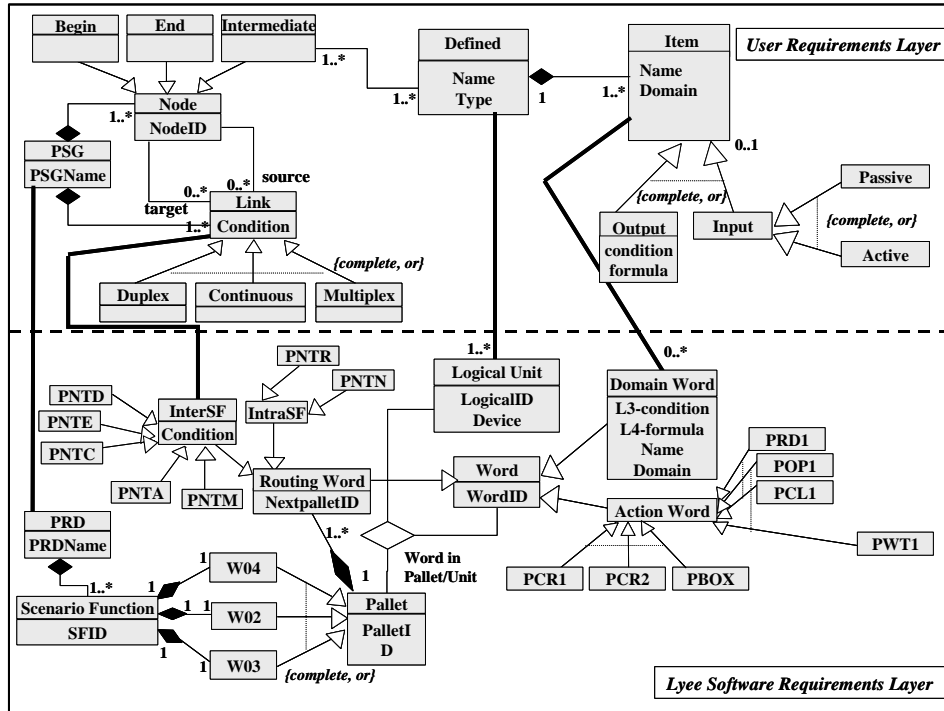 Begin
End
Intermediate
Defined
Name
Type
Item
Name
Domain
User Requirements Layer
1..*
1..*
1
1..*
Node
NodeID
1..*
PSG
PSGName
0..1
source
0..*
0..*
target
1..*
Link
Condition
{complete, or}
Output
condition
formula
Input
Passive
{complete, or}
Active
{complete, or}
Duplex
Continuous
Multiplex
1..*
0..*
PNTR
PNTN
PNTD
PNTE
PNTC
PNTA
PNTM
InterSF
Condition
IntraSF
Logical Unit
LogicalID
Device
Domain Word
L3-condition
L4-formula
Name
Domain
Routing Word
NextpalletID
Word
WordID
Action Word
PRD1
POP1
PCL1
PWT1
PCR1
PCR2
PBOX
PRD
PRDName
1..*
1..*
1
Word in
Pallet/Unit
Scenario Function
SFID
1
1
W04
1
1
W02
1
1
W03
Pallet
PalletI
D
{complete, or}
Lyee Software Requirements Layer